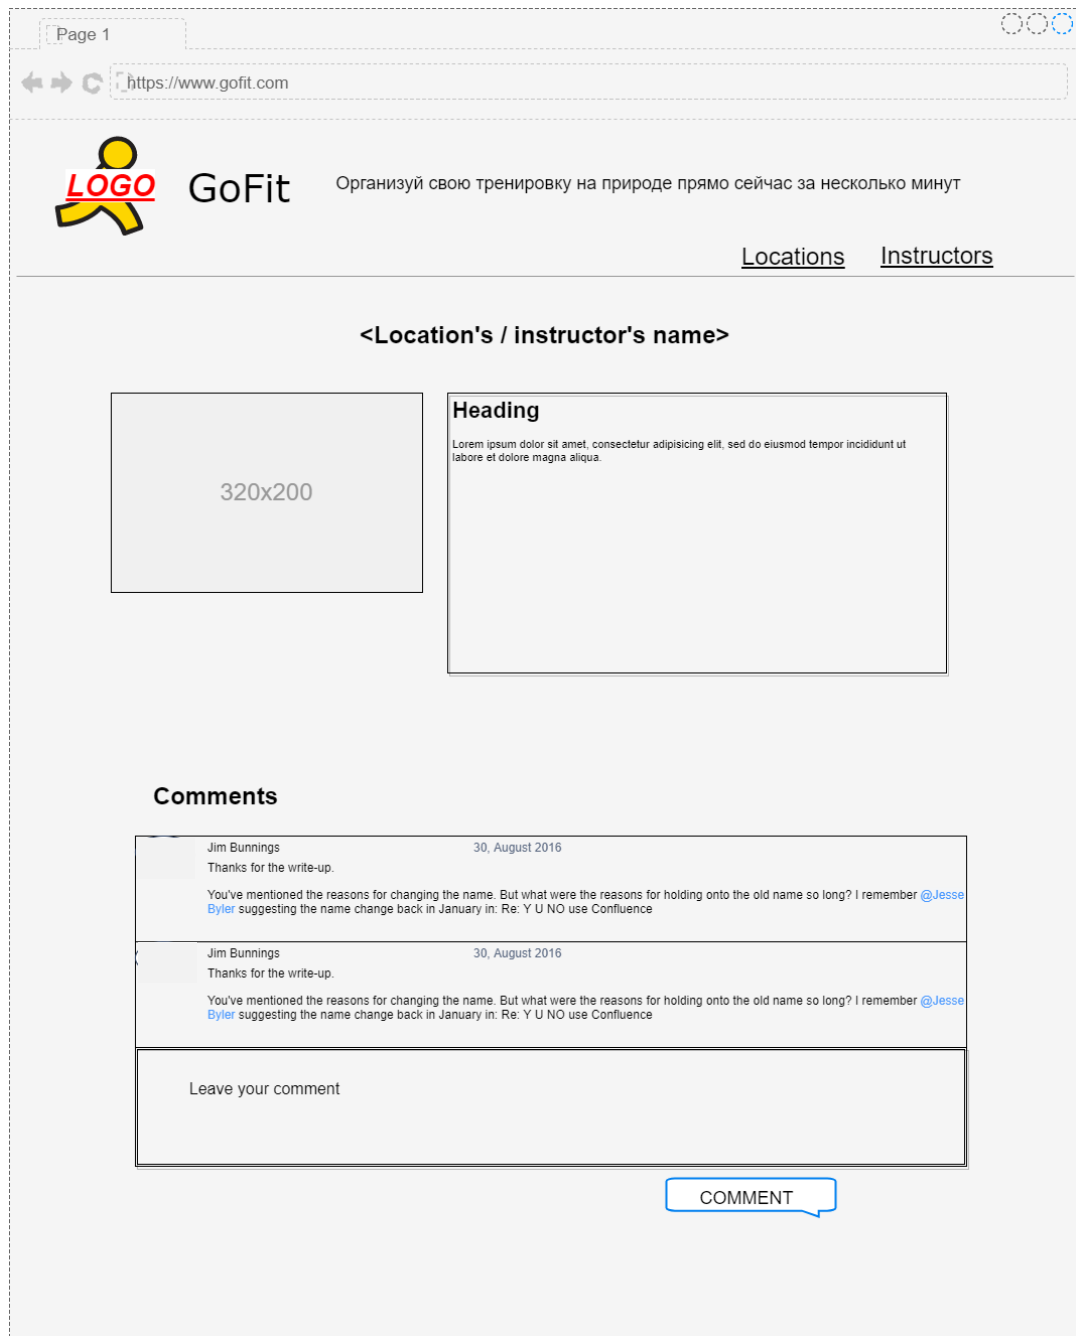 Page 1
https://www.gofit.com
LOGO
GoFit
Организуй свою тренировку на природе прямо сейчас за несколько минут
Locations
Instructors
<Location's / instructor's name>
320x200
Heading
Lorem ipsum dolor sit amet, consectetur adipisicing elit, sed do eiusmod tempor incididunt ut
labore et dolore magna aliqua.
Comments
Jim Bunnings
30, August 2016
Thanks for the write-up.
You've mentioned the reasons for changing the name. But what were the reasons for holding onto the old name so long? I remember @Jesse
Byler suggesting the name change back in January in: Re: Y U NO use Confluence
Jim Bunnings
30, August 2016
Thanks for the write-up.
You've mentioned the reasons for changing the name. But what were the reasons for holding onto the old name so long? I remember @Jesse
Byler suggesting the name change back in January in: Re: Y U NO use Confluence
Leave your comment
COMMENT